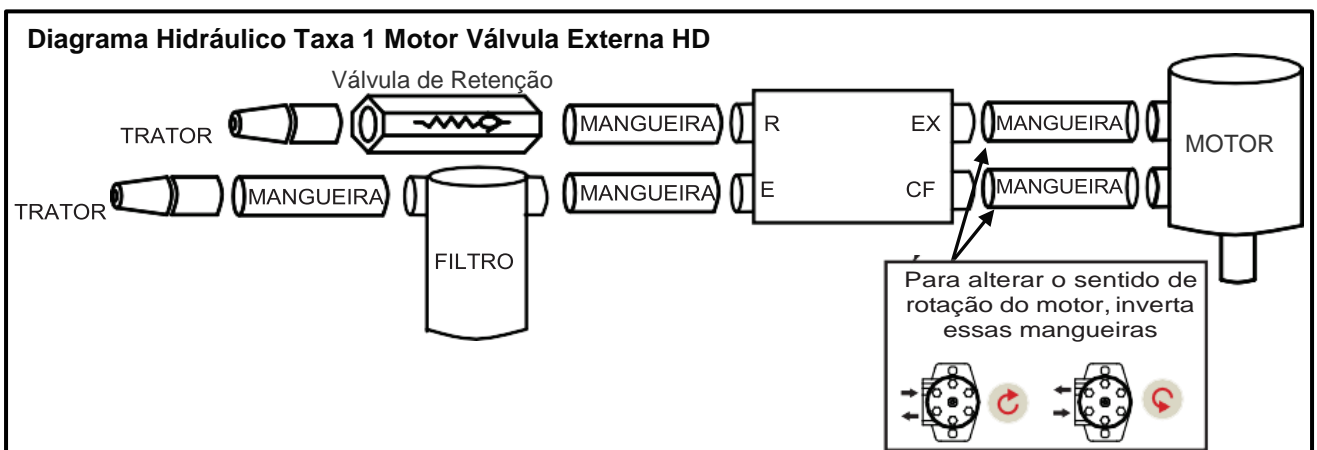 Diagrama Hidráulico Taxa 1 Motor Válvula Externa HD
Válvula de Retenção
TRATOR
MANGUEIRA
R
EX
MANGUEIRA
MOTOR
TRATOR
MANGUEIRA
MANGUEIRA
E
CF
MANGUEIRA
FILTRO
Para alterar o sentido de
rotação do motor, inverta
essas mangueiras